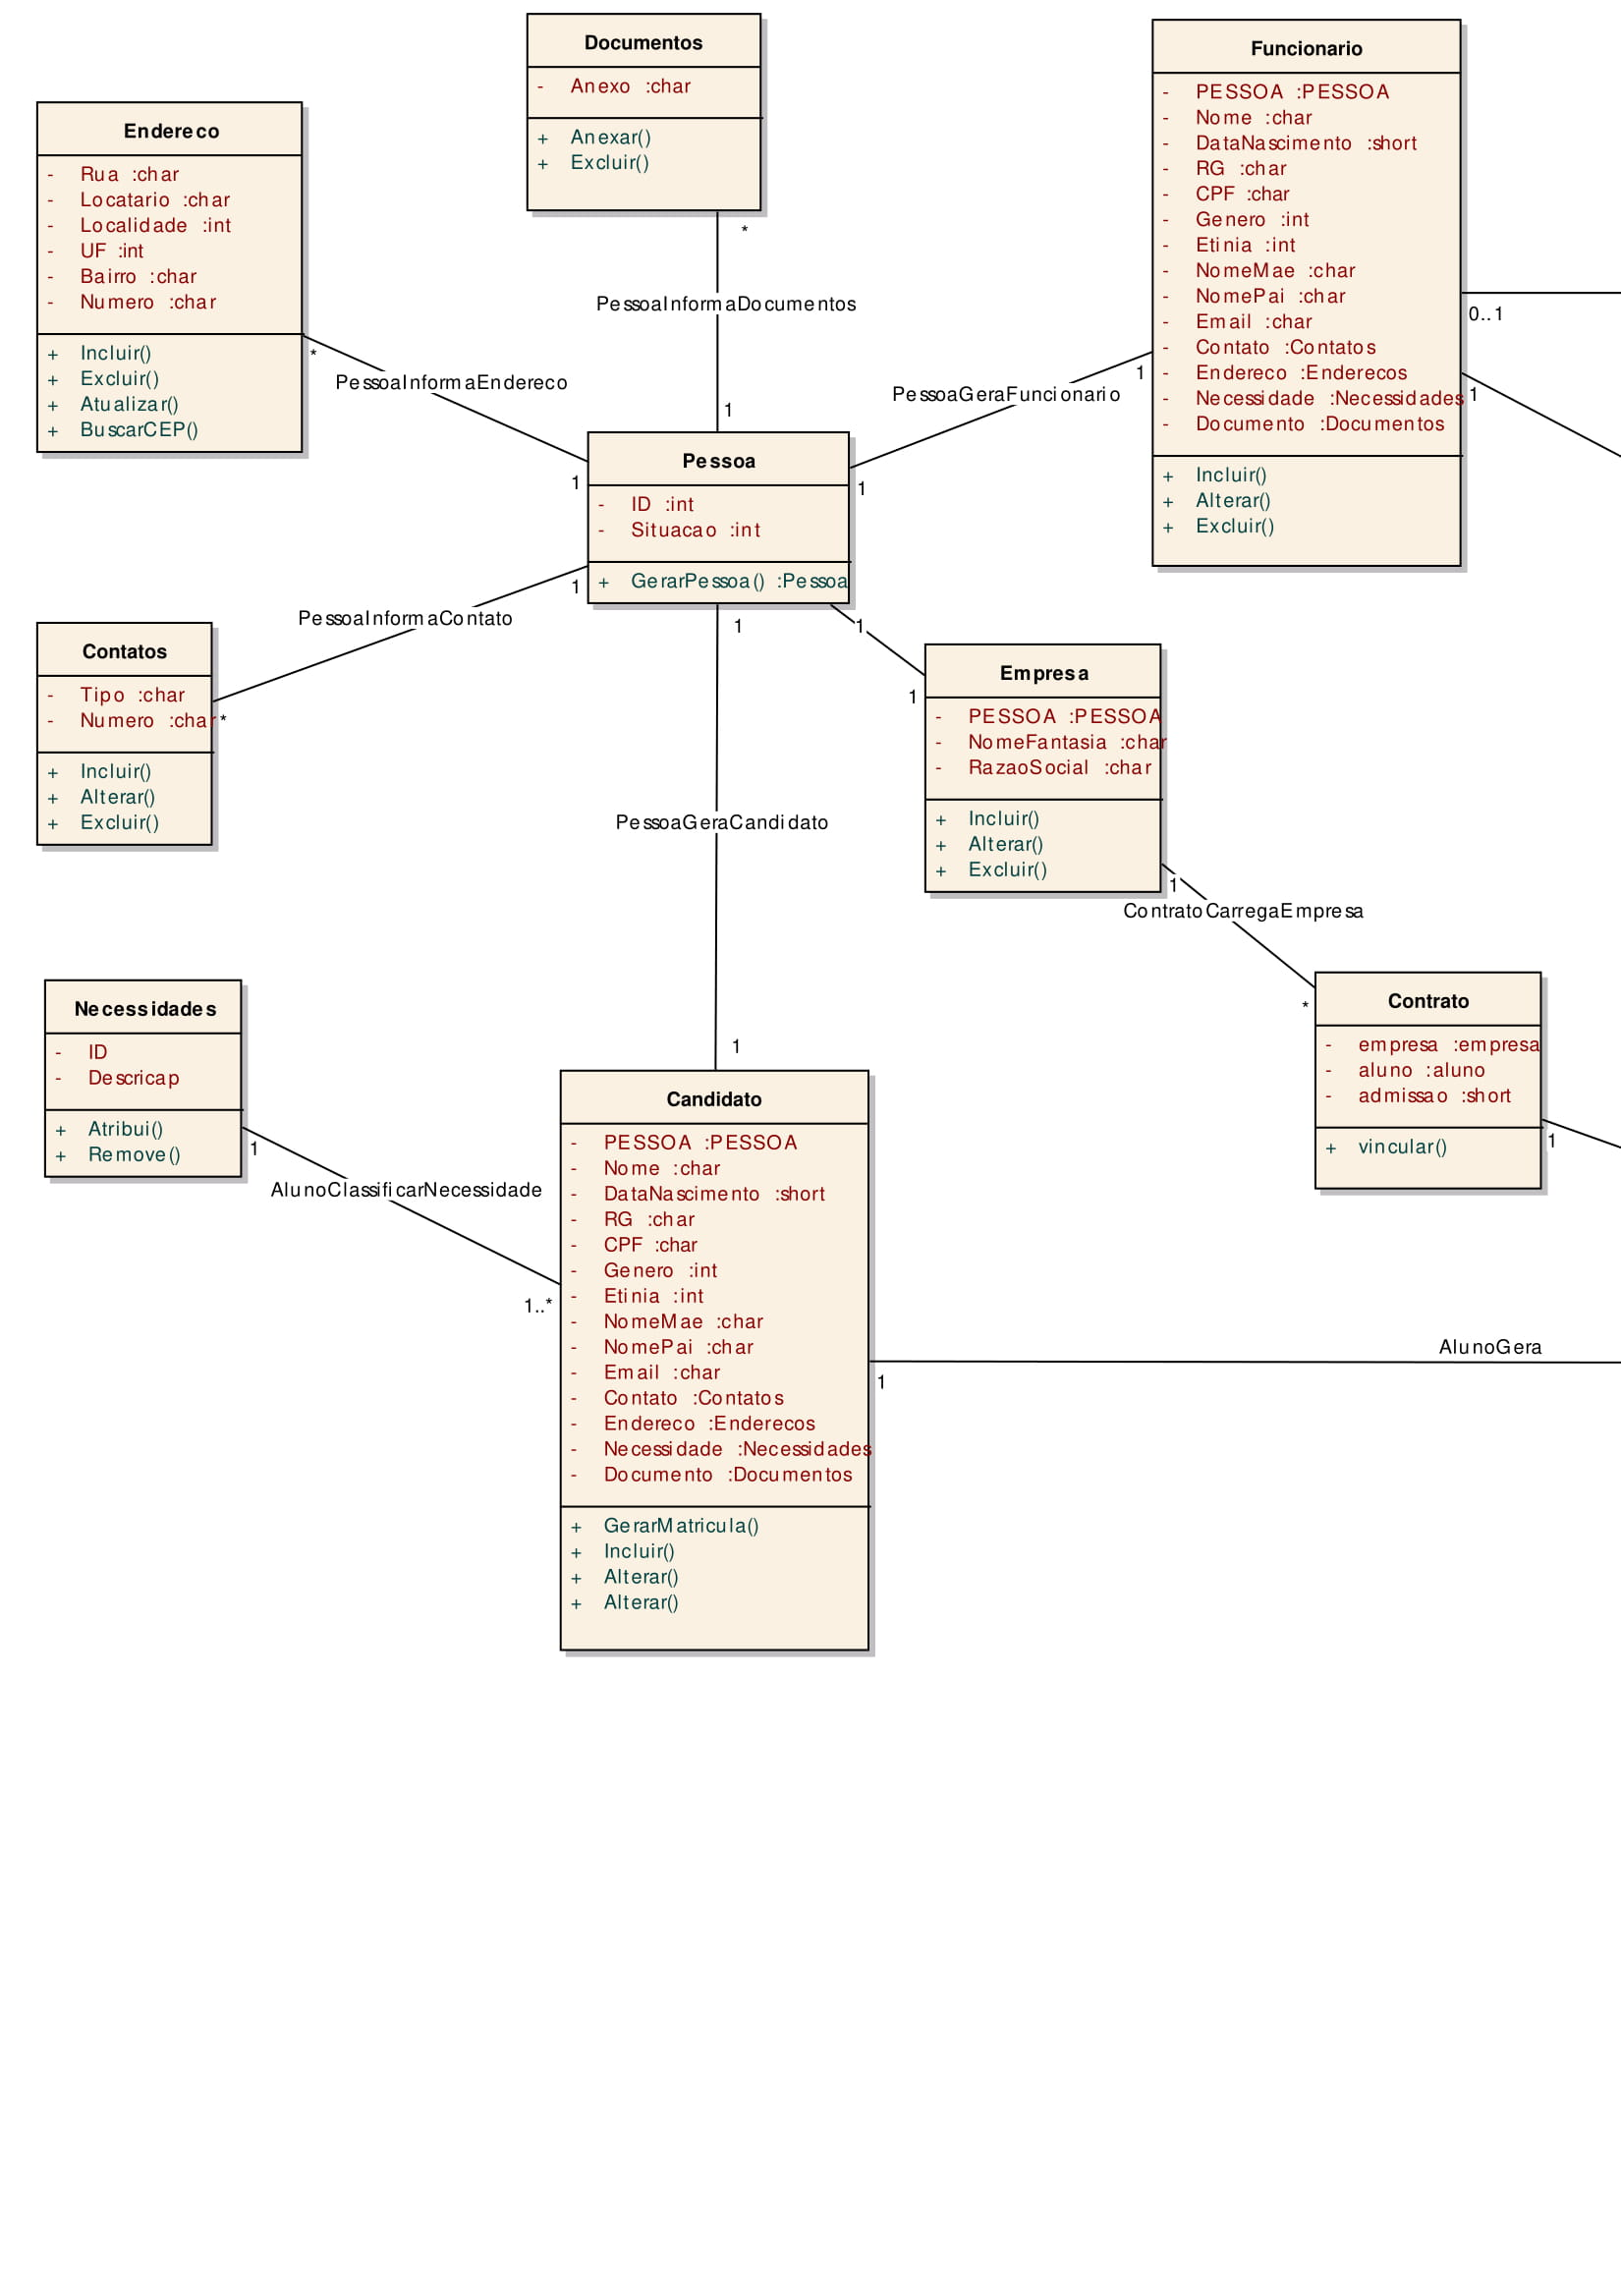 Documentos
- Anexo :char
+ Anexar()
+ Excluir()
Funcionario
- PESSOA :PESSOA
- Nome :char
- DataNascimento :short
- RG :char
- CPF :char
- Genero :int
- Etinia :int
- NomeMae :char
- NomePai :char
- Email :char
- Contato :Contatos
- Endereco :Enderecos
- Necessidade :Necessidades
- Documento :Documentos
+ Incluir()
+ Alterar()
+ Excluir()
0..1
1
Endereco
- Rua :char
- Locatario :char
- Localidade :int
- UF :int
- Bairro :char
- Numero :char
+ Incluir()
+ Excluir()
+ Atualizar()
+ BuscarCEP()
*
PessoaInformaDocumentos
1
*
PessoaInformaEndereco
1
PessoaGeraFuncionario
1
1
Pessoa
- ID :int
- Situacao :int
+ GerarPessoa() :Pessoa
1
PessoaInformaContato
*
Contatos
- Tipo :char
- Numero :char
+ Incluir()
+ Alterar()
+ Excluir()
1
1
1
Empresa
- PESSOA :PESSOA
- NomeFantasia :char
- RazaoSocial :char
+ Incluir()
+ Alterar()
+ Excluir()
PessoaGeraCandidato
1
1
ContratoCarregaEmpresa
*
Contrato
- empresa :empresa
- aluno :aluno
- admissao :short
+ vincular()
1
Necessidades
- ID
- Descricap
+ Atribui()
+ Remove()
1
AlunoClassificarNecessidade
1..*
Candidato
- PESSOA :PESSOA
- Nome :char
- DataNascimento :short
- RG :char
- CPF :char
- Genero :int
- Etinia :int
- NomeMae :char
- NomePai :char
- Email :char
- Contato :Contatos
- Endereco :Enderecos
- Necessidade :Necessidades
- Documento :Documentos
+ GerarMatricula()
+ Incluir()
+ Alterar()
+ Alterar()
1
AlunoGera